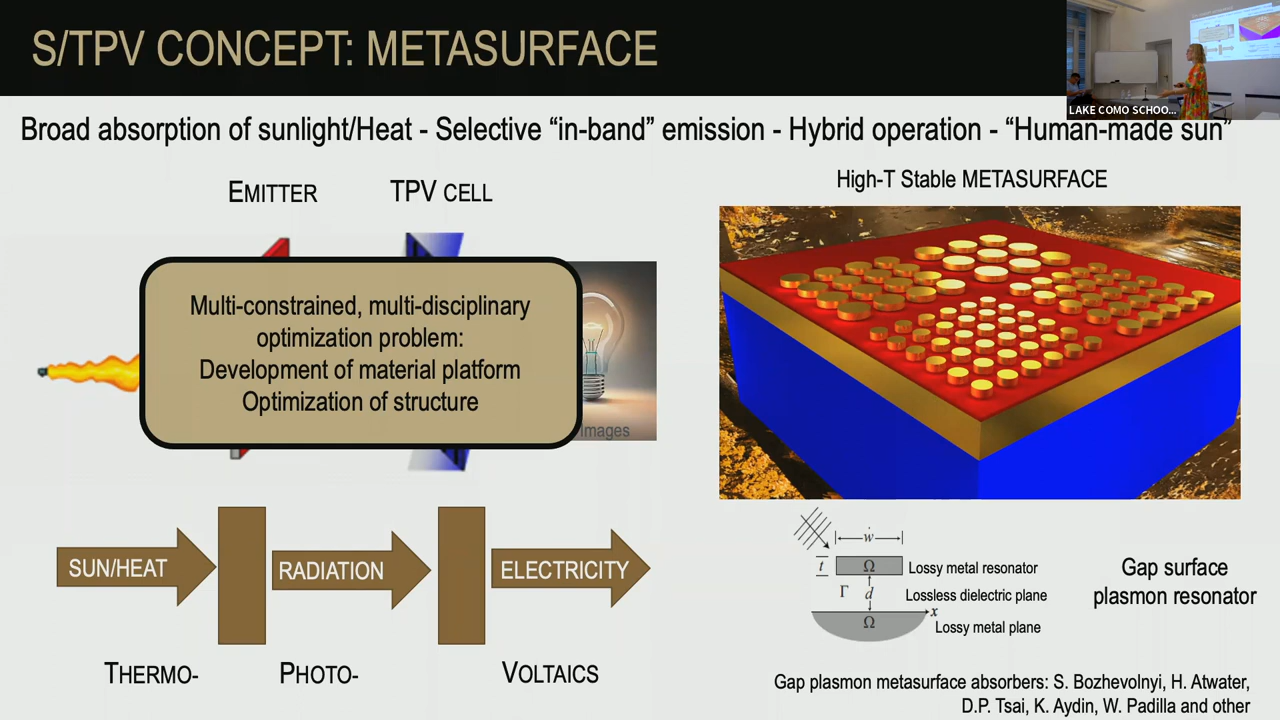 S/TPV CONCEPT: METASURFACE
LAKE COMO SCHOO...
Broad absorption of sunlight/Heat - Selective “in-band” emission - Hybrid operation - “Human-made sun”
EMITTER
TPV CELL
High-T Stable METASURFACE
Multi-constrained, multi-disciplinary
optimization problem:
Development of material platform
Optimization of structure
Images
SUN/HEAT
RADIATION
ELECTRICITY
THERMO-
PHOTO-
VOLTAICS
w
t
Ω
Lossy metal resonator
Γ
d
Lossless dielectric plane
x
Ω
Lossy metal plane
Gap surface
plasmon resonator
Gap plasmon metasurface absorbers: S. Bozhevolnyi, H. Atwater,
D.P. Tsai, K. Aydin, W. Padilla and other